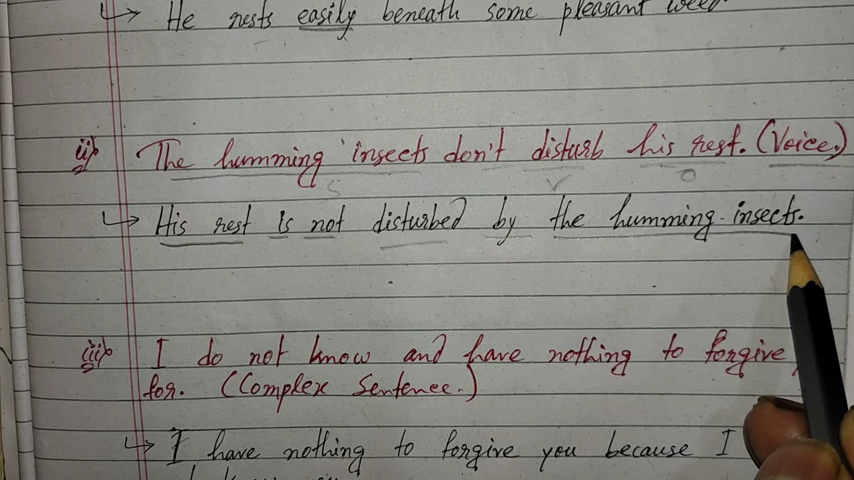 ↳ He rests easily beneath some pleasant weed
ii) The humming insects don't disturb his rest. (Voice.)
S V O
↳ His rest is not disturbed by the humming insects.
iii) I do not know and have nothing to forgive
for. (Complex Sentence.)
↳ I have nothing to forgive you because I